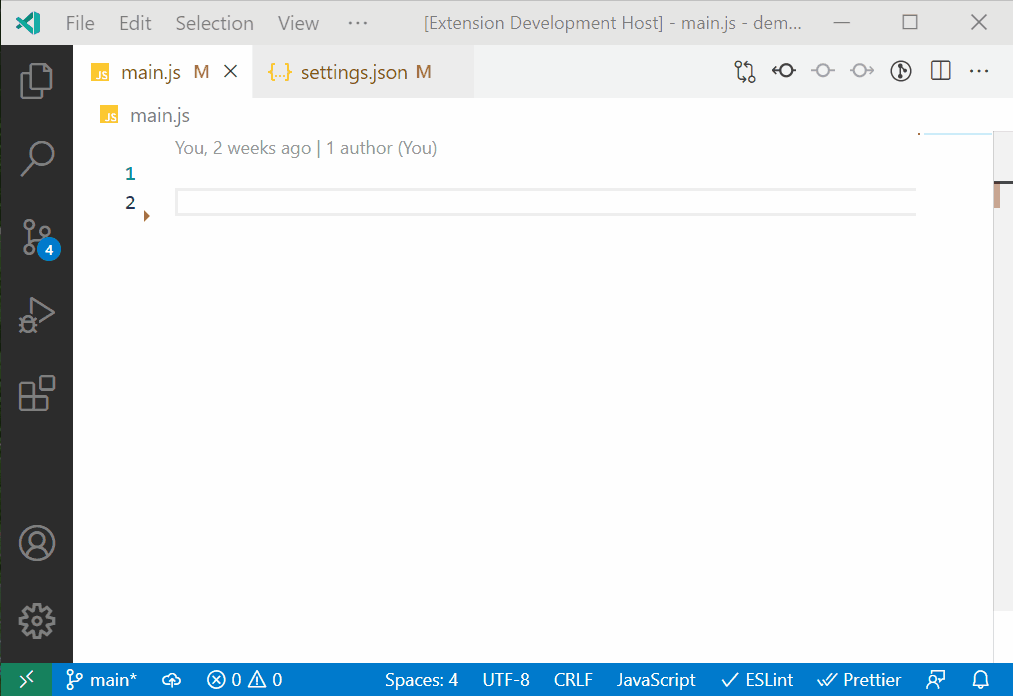 File Edit Selection View ··· [Extension Development Host] - main.js - dem...
JS main.js M {..} settings.json M
JS main.js
You, 2 weeks ago | 1 author (You)
1
2
4
main* 0 0 Spaces: 4 UTF-8 CRLF JavaScript ESLint Prettier